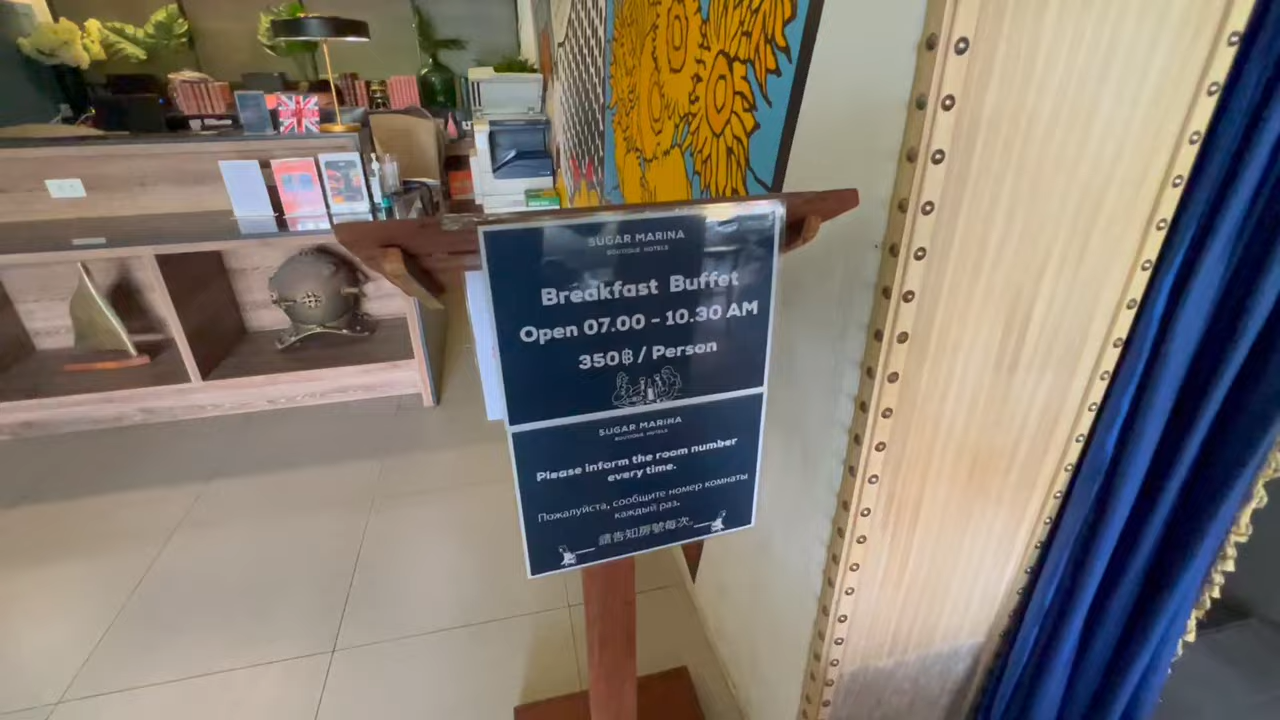 SUGAR MARINA
BOUTIQUE HOTELS
Breakfast Buffet
Open 07.00 - 10.30 AM
350฿ / Person
SUGAR MARINA
BOUTIQUE HOTELS
Please inform the room number
every time.
Пожалуйста, сообщите номер комнаты
каждый раз.
請告知房號每次。